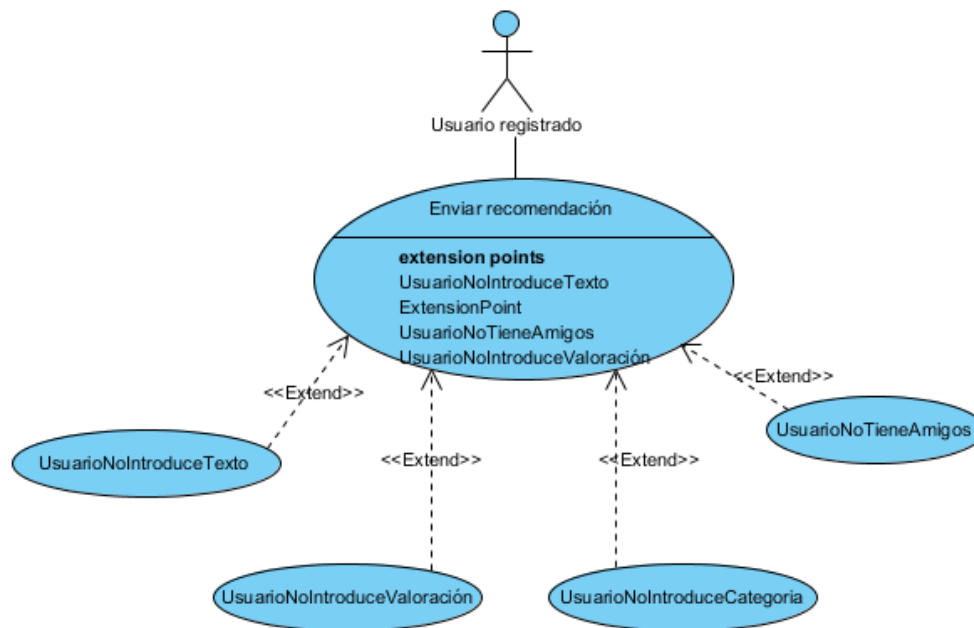 Usuario registrado
Enviar recomendación
extension points
UsuarioNoIntroduceTexto
ExtensionPoint
UsuarioNoTieneAmigos
UsuarioNoIntroduceValoración
<<Extend>>
<<Extend>>
UsuarioNoTieneAmigos
UsuarioNoIntroduceTexto
<<Extend>>
<<Extend>>
UsuarioNoIntroduceValoración
UsuarioNoIntroduceCategoria